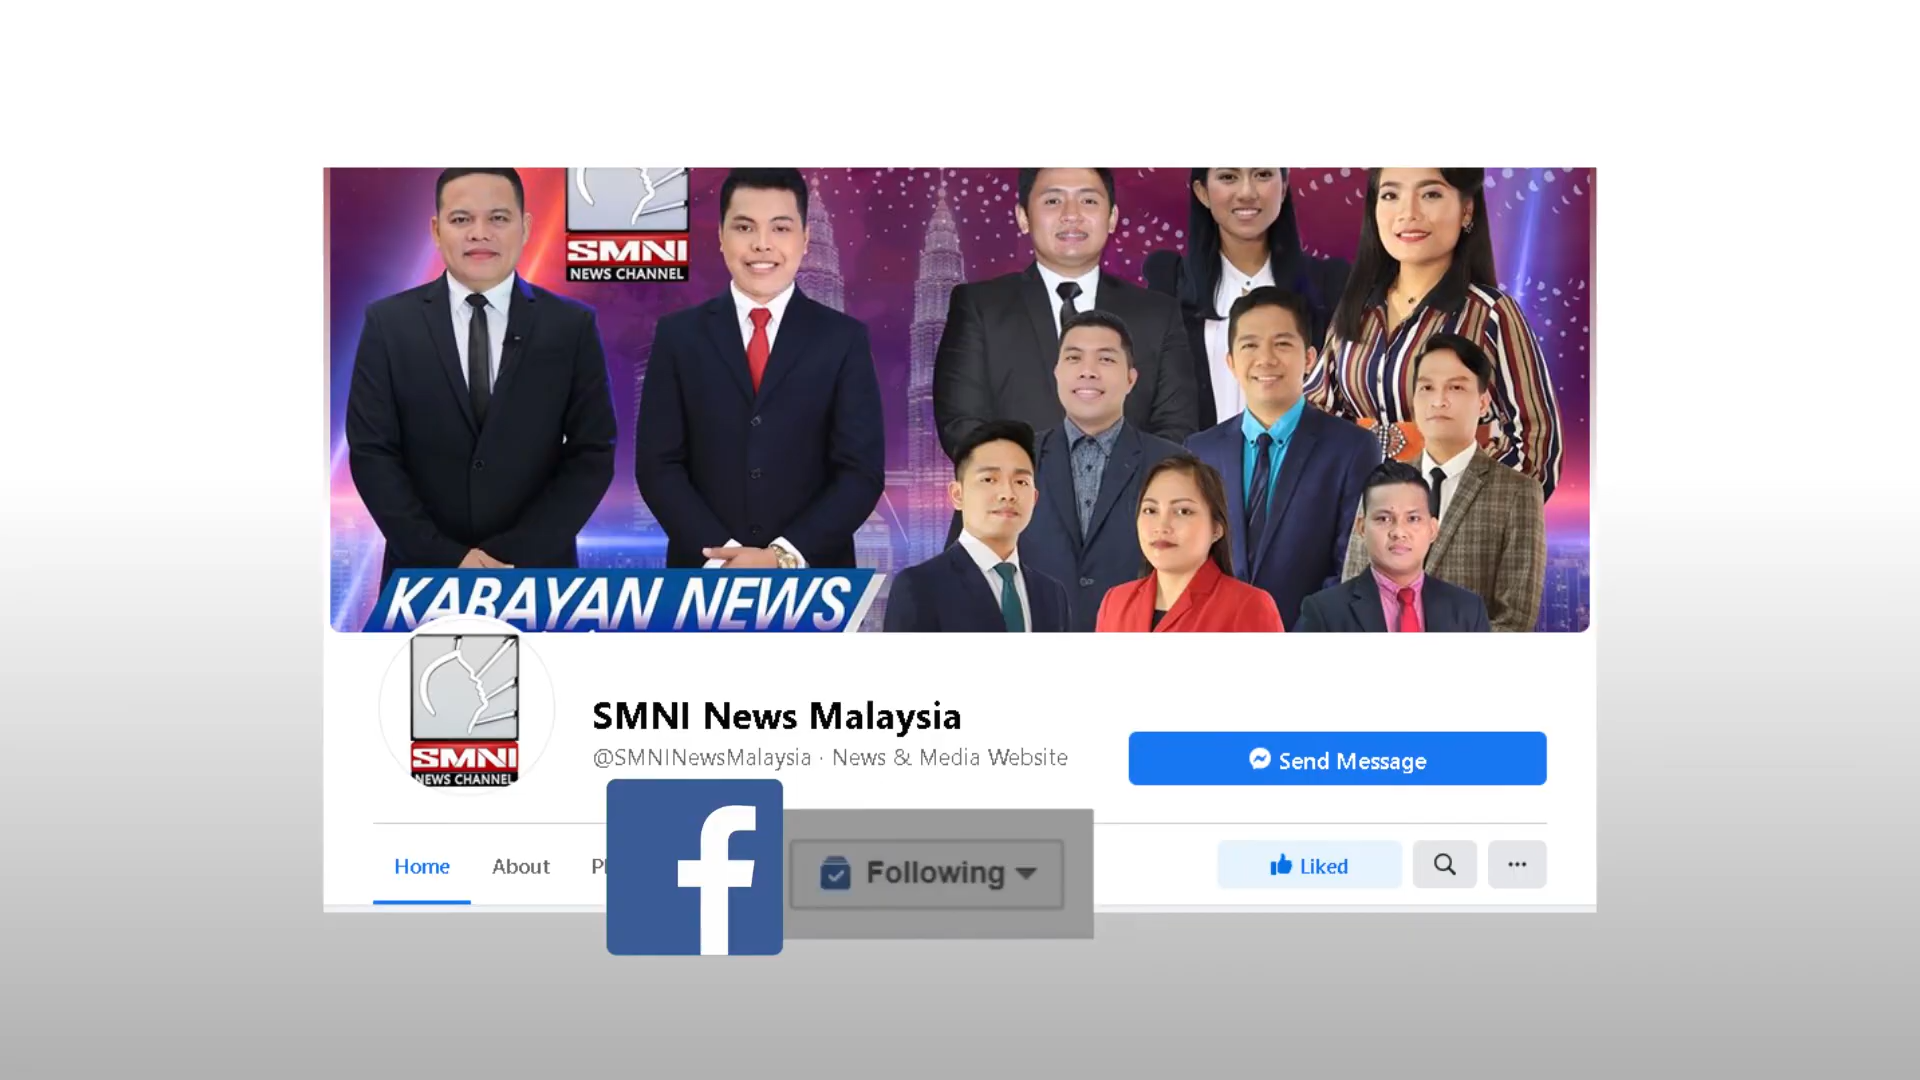 SMNI
NEWS CHANNEL
KABAYAN NEWS
SMNI
NEWS CHANNEL
SMNI News Malaysia
@SMNINewsMalaysia · News & Media Website
Send Message
Home
About
f
Following
Liked